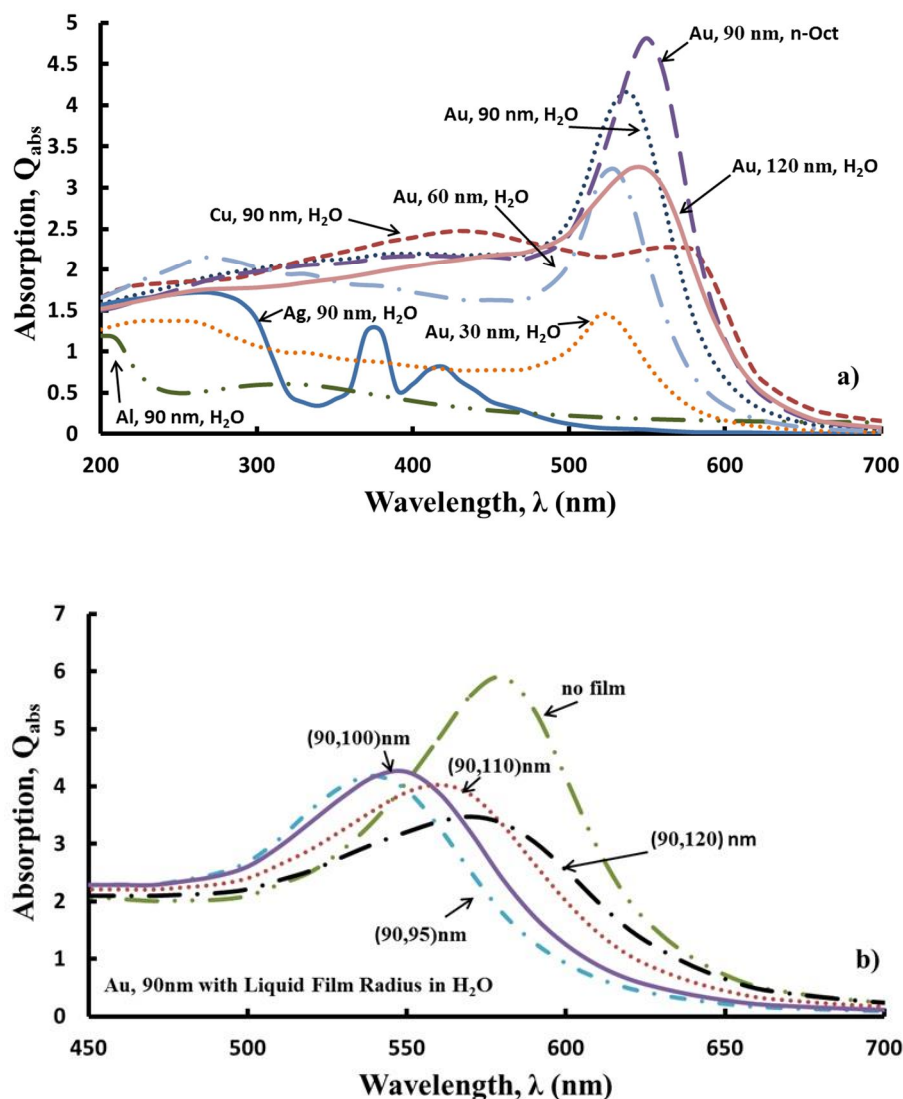 5
4.5
4
3.5
3
2.5
2
1.5
1
0.5
0
Absorption, Qabs
Au, 90 nm, n-Oct
Au, 90 nm, H2O
Au, 120 nm, H2O
Au, 60 nm, H2O
Cu, 90 nm, H2O
Ag, 90 nm, H2O
Au, 30 nm, H2O
a)
Al, 90 nm, H2O
200 300 400 500 600 700
Wavelength, λ (nm)
7
6
5
4
3
2
1
0
Absorption, Qabs
no film
(90,100)nm
(90,110)nm
(90,120) nm
(90,95)nm
b)
Au, 90nm with Liquid Film Radius in H2O
450 500 550 600 650 700
Wavelength, λ (nm)